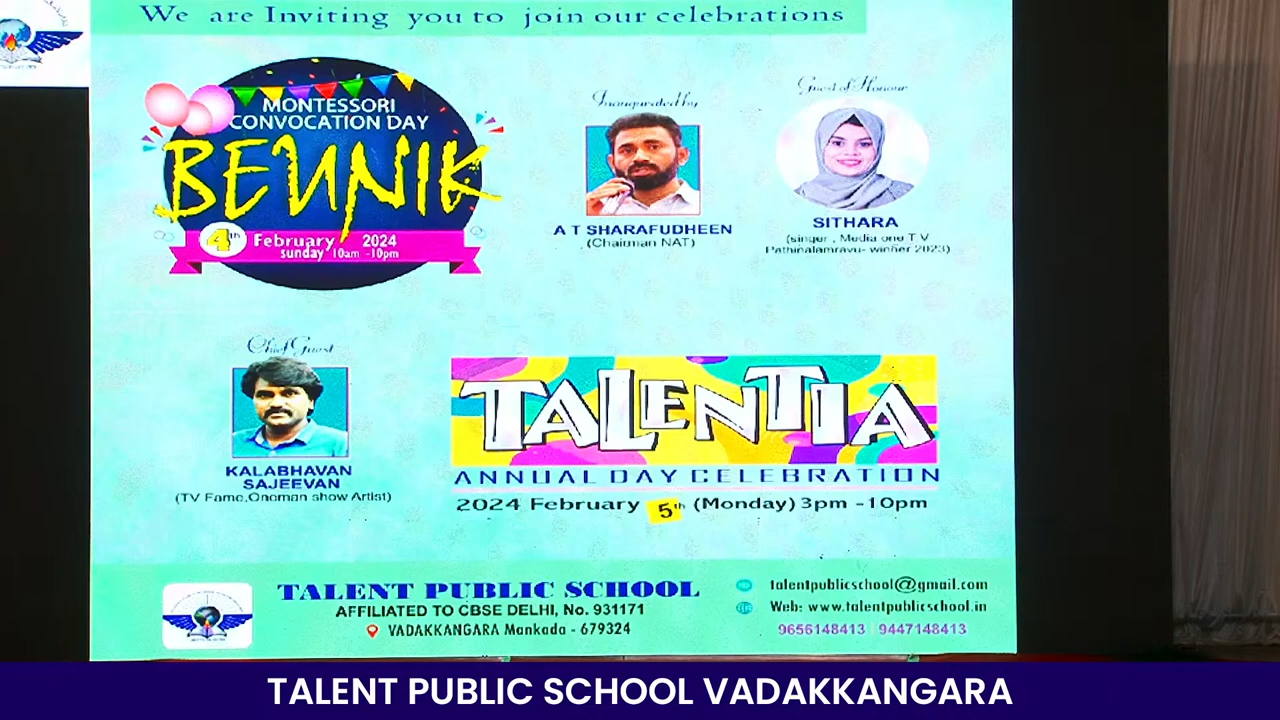 We are Inviting you to join our celebrations
MONTESSORI
CONVOCATION DAY
BEUNIK
4th February 2024
sunday 10am -10pm
Inaugurated by
A T SHARAFUDHEEN
(Chairman NAT)
Guest of Honour
SITHARA
(singer , Media one T V
Pathinalamravu- winner 2023)
Chief Guest
KALABHAVAN
SAJEEVAN
(TV Fame,Oneman show Artist)
TALENTIA
ANNUAL DAY CELEBRATION
2024 February 5th (Monday) 3pm -10pm
TALENT PUBLIC SCHOOL
AFFILIATED TO CBSE DELHI, No. 931171
VADAKKANGARA Mankada - 679324
talentpublicschool@gmail.com
Web: www.talentpublicschool.in
9656148413 9447148413
TALENT PUBLIC SCHOOL VADAKKANGARA